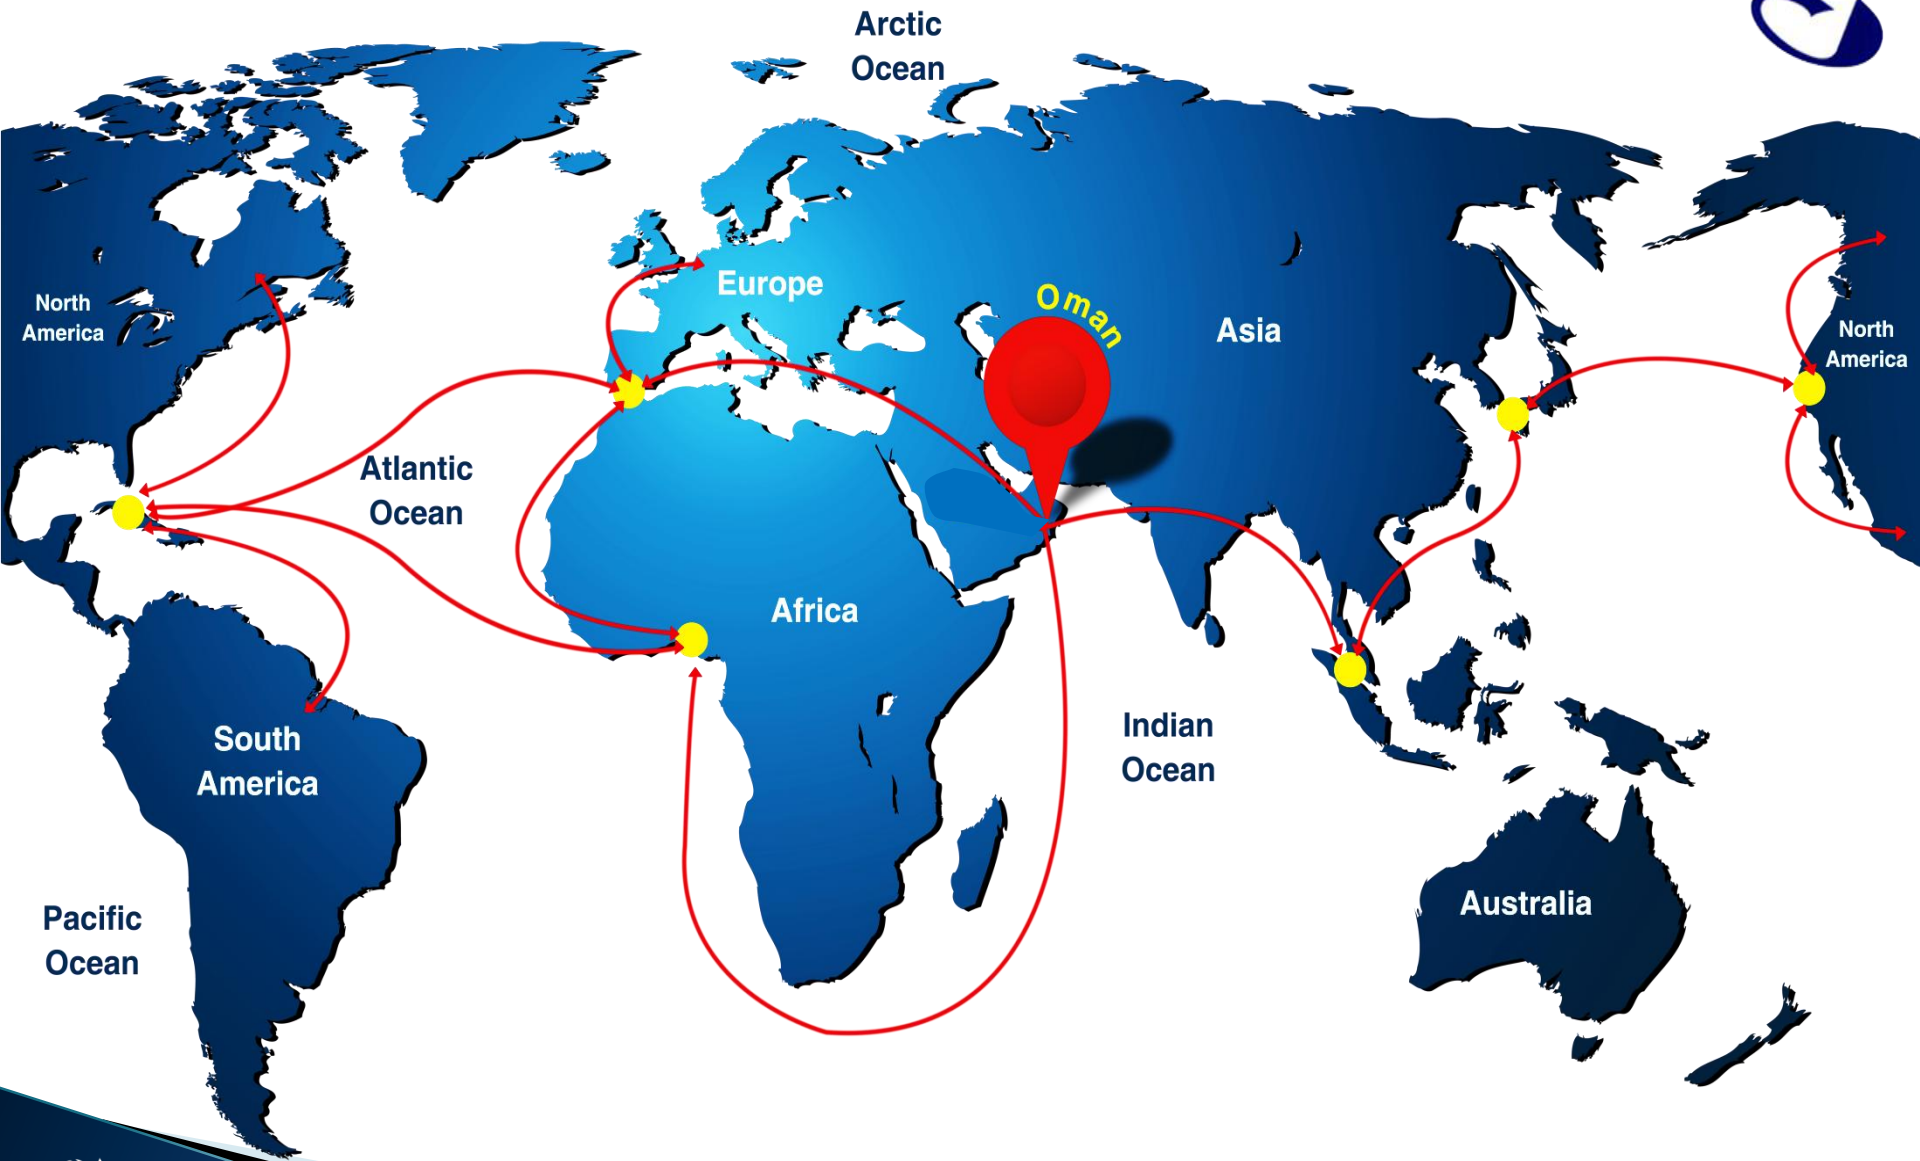 Arctic
Ocean
Europe
Oman
Asia
North
America
North
America
Atlantic
Ocean
Africa
South
America
Indian
Ocean
Australia
Pacific
Ocean